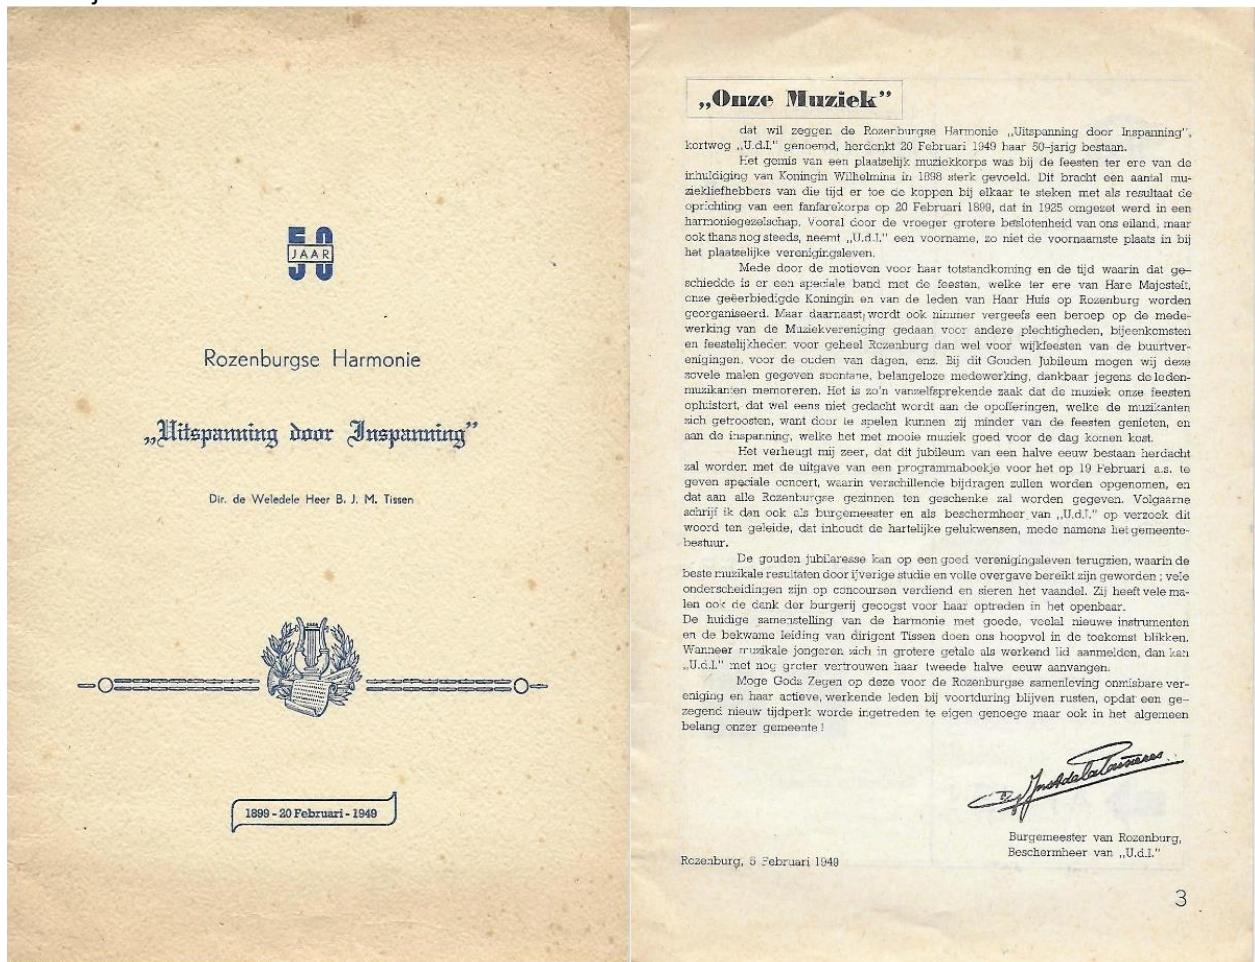 50
JAAR
Rozenburgse Harmonie
„Uitspanning door Inspanning”
Dir. de Weledele Heer B. J. M. Tissen
1899 - 20 Februari - 1949
„Onze Muziek”
dat wil zeggen de Rozenburgse Harmonie „Uitspanning door Inspanning”,
kortweg „U.d.I.” genoemd, herdenkt 20 Februari 1949 haar 50-jarig bestaan.
Het gemis van een plaatselijk muziekkorps was bij de feesten ter ere van de
inhuldiging van Koningin Wilhelmina in 1898 sterk gevoeld. Dit bracht een aantal mu-
ziekliefhebbers van die tijd er toe de koppen bij elkaar te steken met als resultaat de
oprichting van een fanfarekorps op 20 Februari 1899, dat in 1925 omgezet werd in een
harmoniegezelschap. Vooral door de vroeger grotere beslotenheid van ons eiland, maar
ook thans nog steeds, neemt „U.d.I.” een voorname, zo niet de voornaamste plaats in bij
het plaatselijke verenigingsleven.
Mede door de motieven voor haar totstandkoming en de tijd waarin dat ge-
schiedde is er een speciale band met de feesten, welke ter ere van Hare Majesteit,
onze geëerbiedigde Koningin en van de leden van Haar Huis op Rozenburg worden
georganiseerd. Maar daarnaast wordt ook nimmer vergeefs een beroep op de mede-
werking van de Muziekvereniging gedaan voor andere plechtigheden, bijeenkomsten
en feestelijkheden voor geheel Rozenburg dan wel voor wijkfeesten van de buurtver-
enigingen, voor de ouden van dagen, enz. Bij dit Gouden Jubileum mogen wij deze
zovele malen gegeven spontane, belangeloze medewerking, dankbaar jegens de leden-
muzikanten memoreren. Het is zo'n vanzelfsprekende zaak dat de muziek onze feesten
opluistert, dat wel eens niet gedacht wordt aan de opofferingen, welke de muzikanten
zich getroosten, want door te spelen kunnen zij minder van de feesten genieten, en
aan de inspanning, welke het met mooie muziek goed voor de dag komen kost.
Het verheugt mij zeer, dat dit jubileum van een halve eeuw bestaan herdacht
zal worden met de uitgave van een programmaboekje voor het op 19 Februari a.s. te
geven speciale concert, waarin verschillende bijdragen zullen worden opgenomen, en
dat aan alle Rozenburgse gezinnen ten geschenke zal worden gegeven. Volgaarne
schrijf ik dan ook als burgemeester en als beschermheer van „U.d.I.” op verzoek dit
woord ten geleide, dat inhoudt de hartelijke gelukwensen, mede namens het gemeente-
bestuur.
De gouden jubilaresse kan op een goed verenigingsleven terugzien, waarin de
beste muzikale resultaten door ijverige studie en volle overgave bereikt zijn geworden ; vele
onderscheidingen zijn op concoursen verdiend en sieren het vaandel. Zij heeft vele ma-
len ook de dank der burgerij geoogst voor haar optreden in het openbaar.
De huidige samenstelling van de harmonie met goede, veelal nieuwe instrumenten
en de bekwame leiding van dirigent Tissen doen ons hoopvol in de toekomst blikken.
Wanneer muzikale jongeren zich in grotere getale als werkend lid aanmelden, dan kan
„U.d.I.” met nog groter vertrouwen haar tweede halve eeuw aanvangen.
Moge Gods Zegen op deze voor de Rozenburgse samenleving onmisbare ver-
eniging en haar actieve, werkende leden bij voortduring blijven rusten, opdat een ge-
zegend nieuw tijdperk worde ingetreden te eigen genoege maar ook in het algemeen
belang onzer gemeente !
Burgemeester van Rozenburg,
Beschermheer van „U.d.I.”
Rozenburg, 5 Februari 1949
3